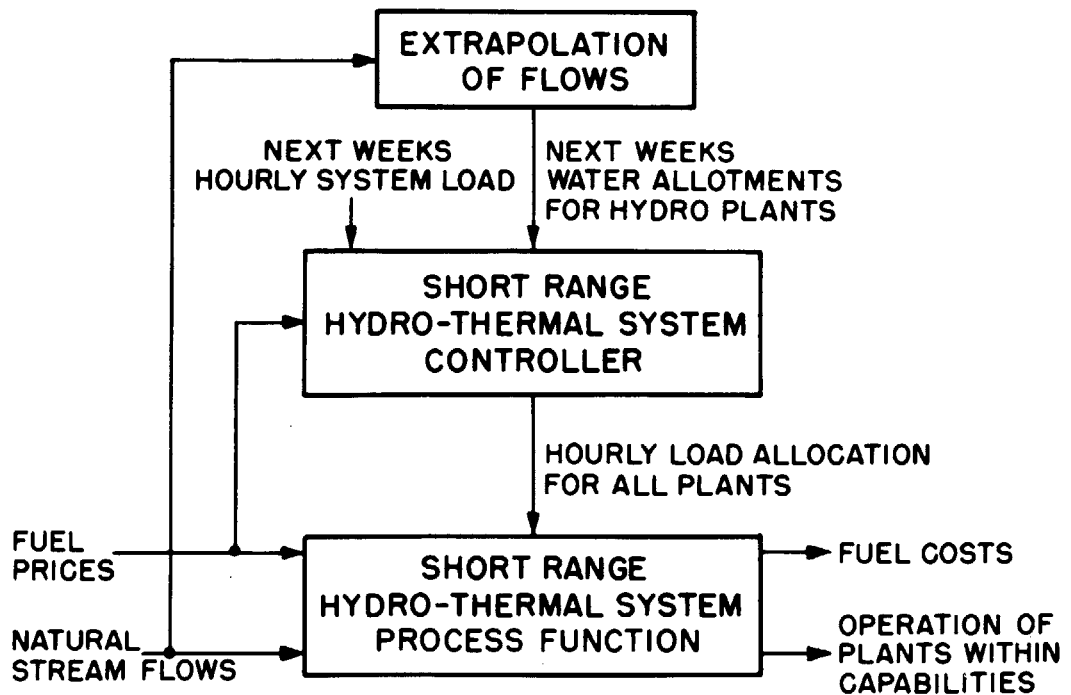 EXTRAPOLATION
OF FLOWS
NEXT WEEKS
HOURLY SYSTEM LOAD
NEXT WEEKS
WATER ALLOTMENTS
FOR HYDRO PLANTS
SHORT RANGE
HYDRO-THERMAL SYSTEM
CONTROLLER
HOURLY LOAD ALLOCATION
FOR ALL PLANTS
FUEL
PRICES
SHORT RANGE
HYDRO-THERMAL SYSTEM
PROCESS FUNCTION
FUEL COSTS
NATURAL
STREAM FLOWS
OPERATION OF
PLANTS WITHIN
CAPABILITIES